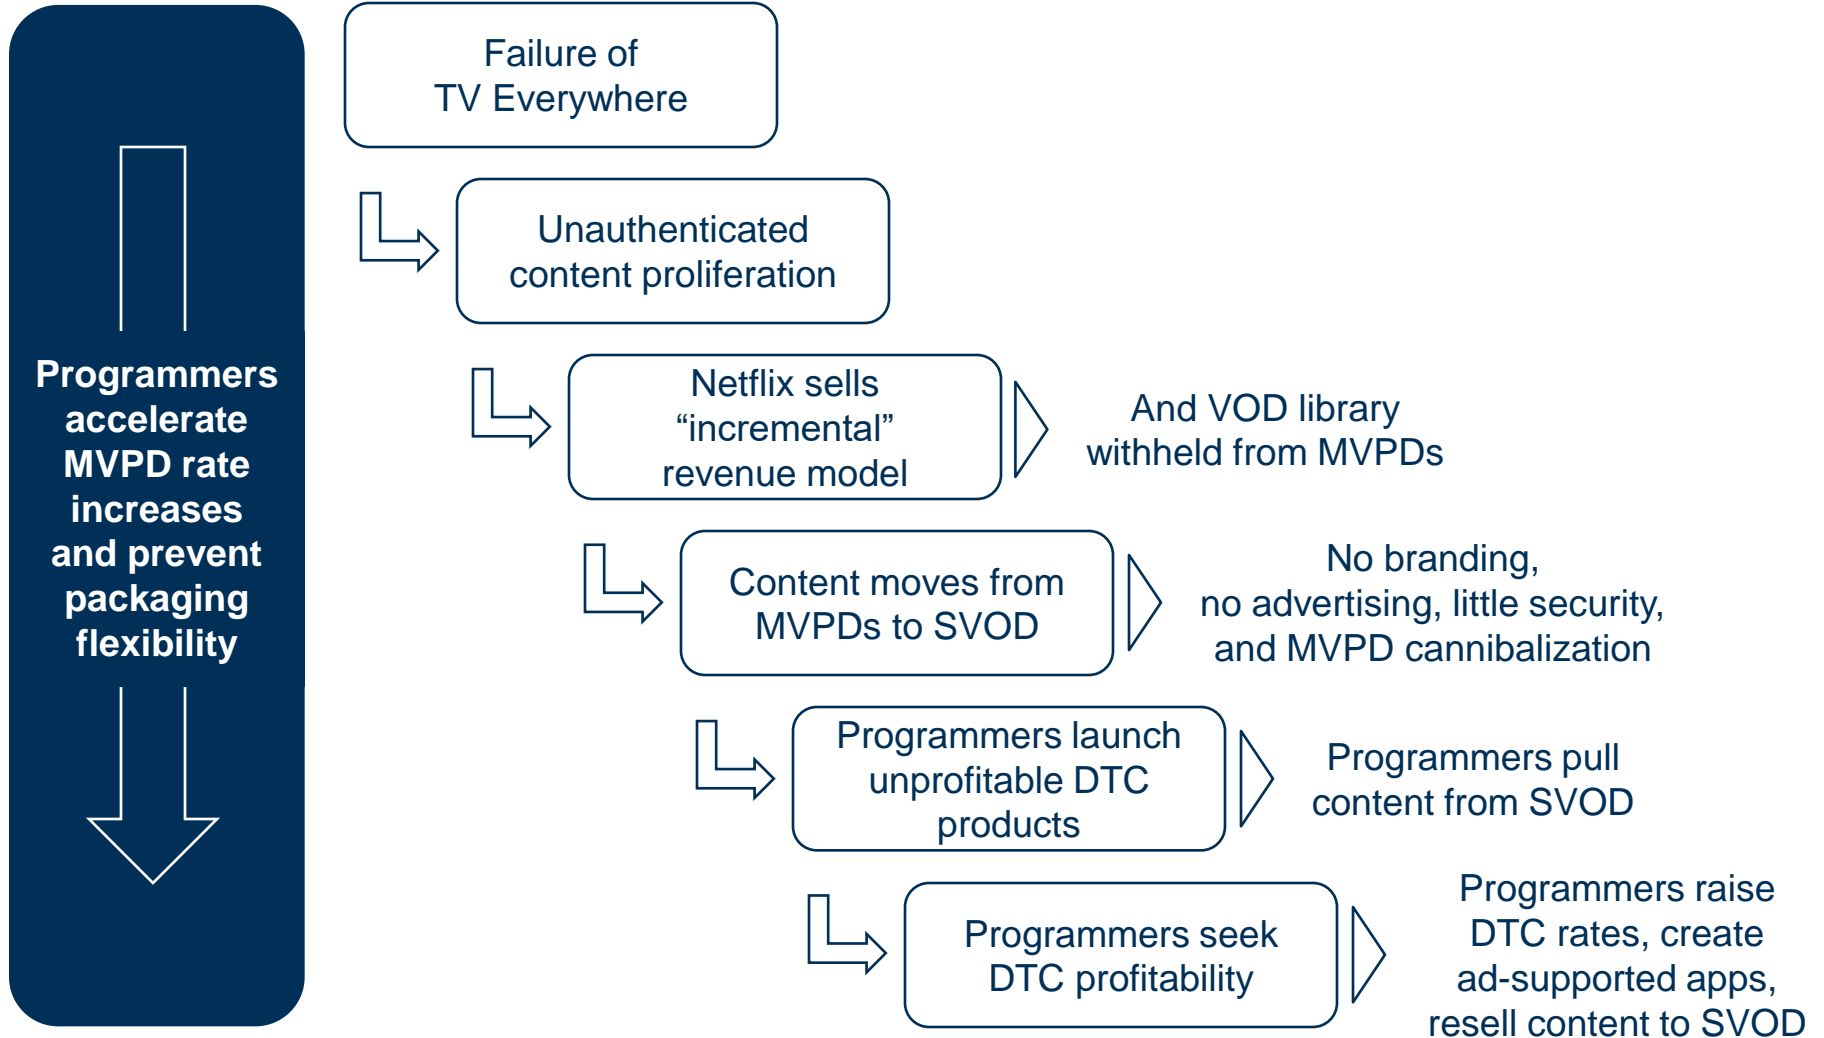 Programmers
accelerate
MVPD rate
increases
and prevent
packaging
flexibility
Failure of
TV Everywhere
Unauthenticated
content proliferation
Netflix sells
“incremental”
revenue model
And VOD library
withheld from MVPDs
Content moves from
MVPDs to SVOD
No branding,
no advertising, little security,
and MVPD cannibalization
Programmers launch
unprofitable DTC
products
Programmers pull
content from SVOD
Programmers seek
DTC profitability
Programmers raise
DTC rates, create
ad-supported apps,
resell content to SVOD